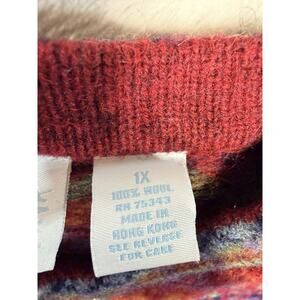 1X
100% WOOL
RN 75343
MADE IN
HONG KONG
SEE REVERSE
FOR CARE